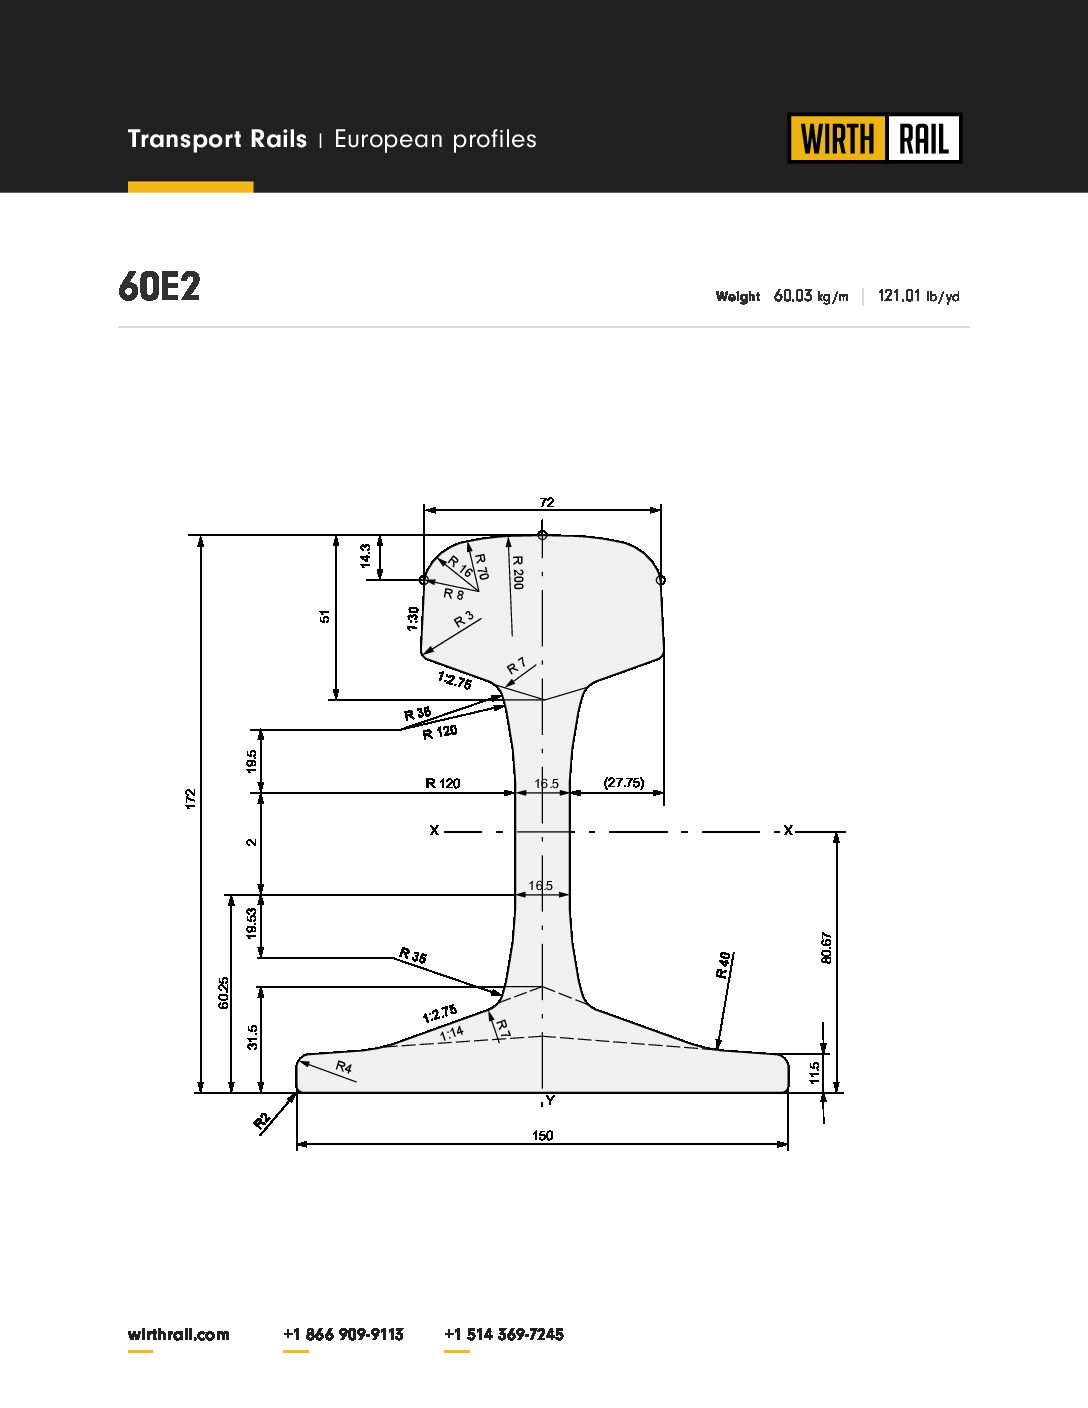 Transport Rails | European profiles
WIRTH RAIL
60E2
Weight 60.03 kg/m | 121.01 lb/yd
72
14.3
R 16
R 70
R 200
R 8
51
1:30
R 3
R 7
1:2.75
R 35
R 120
19.5
172
R 120
16.5
(27.75)
X
X
2
16.5
19.53
R 35
R 40
80.67
60.25
1:2.75
1:14
R 7
31.5
R4
11.5
Y
R2
150
wirthrail.com
+1 866 909-9113
+1 514 369-7245